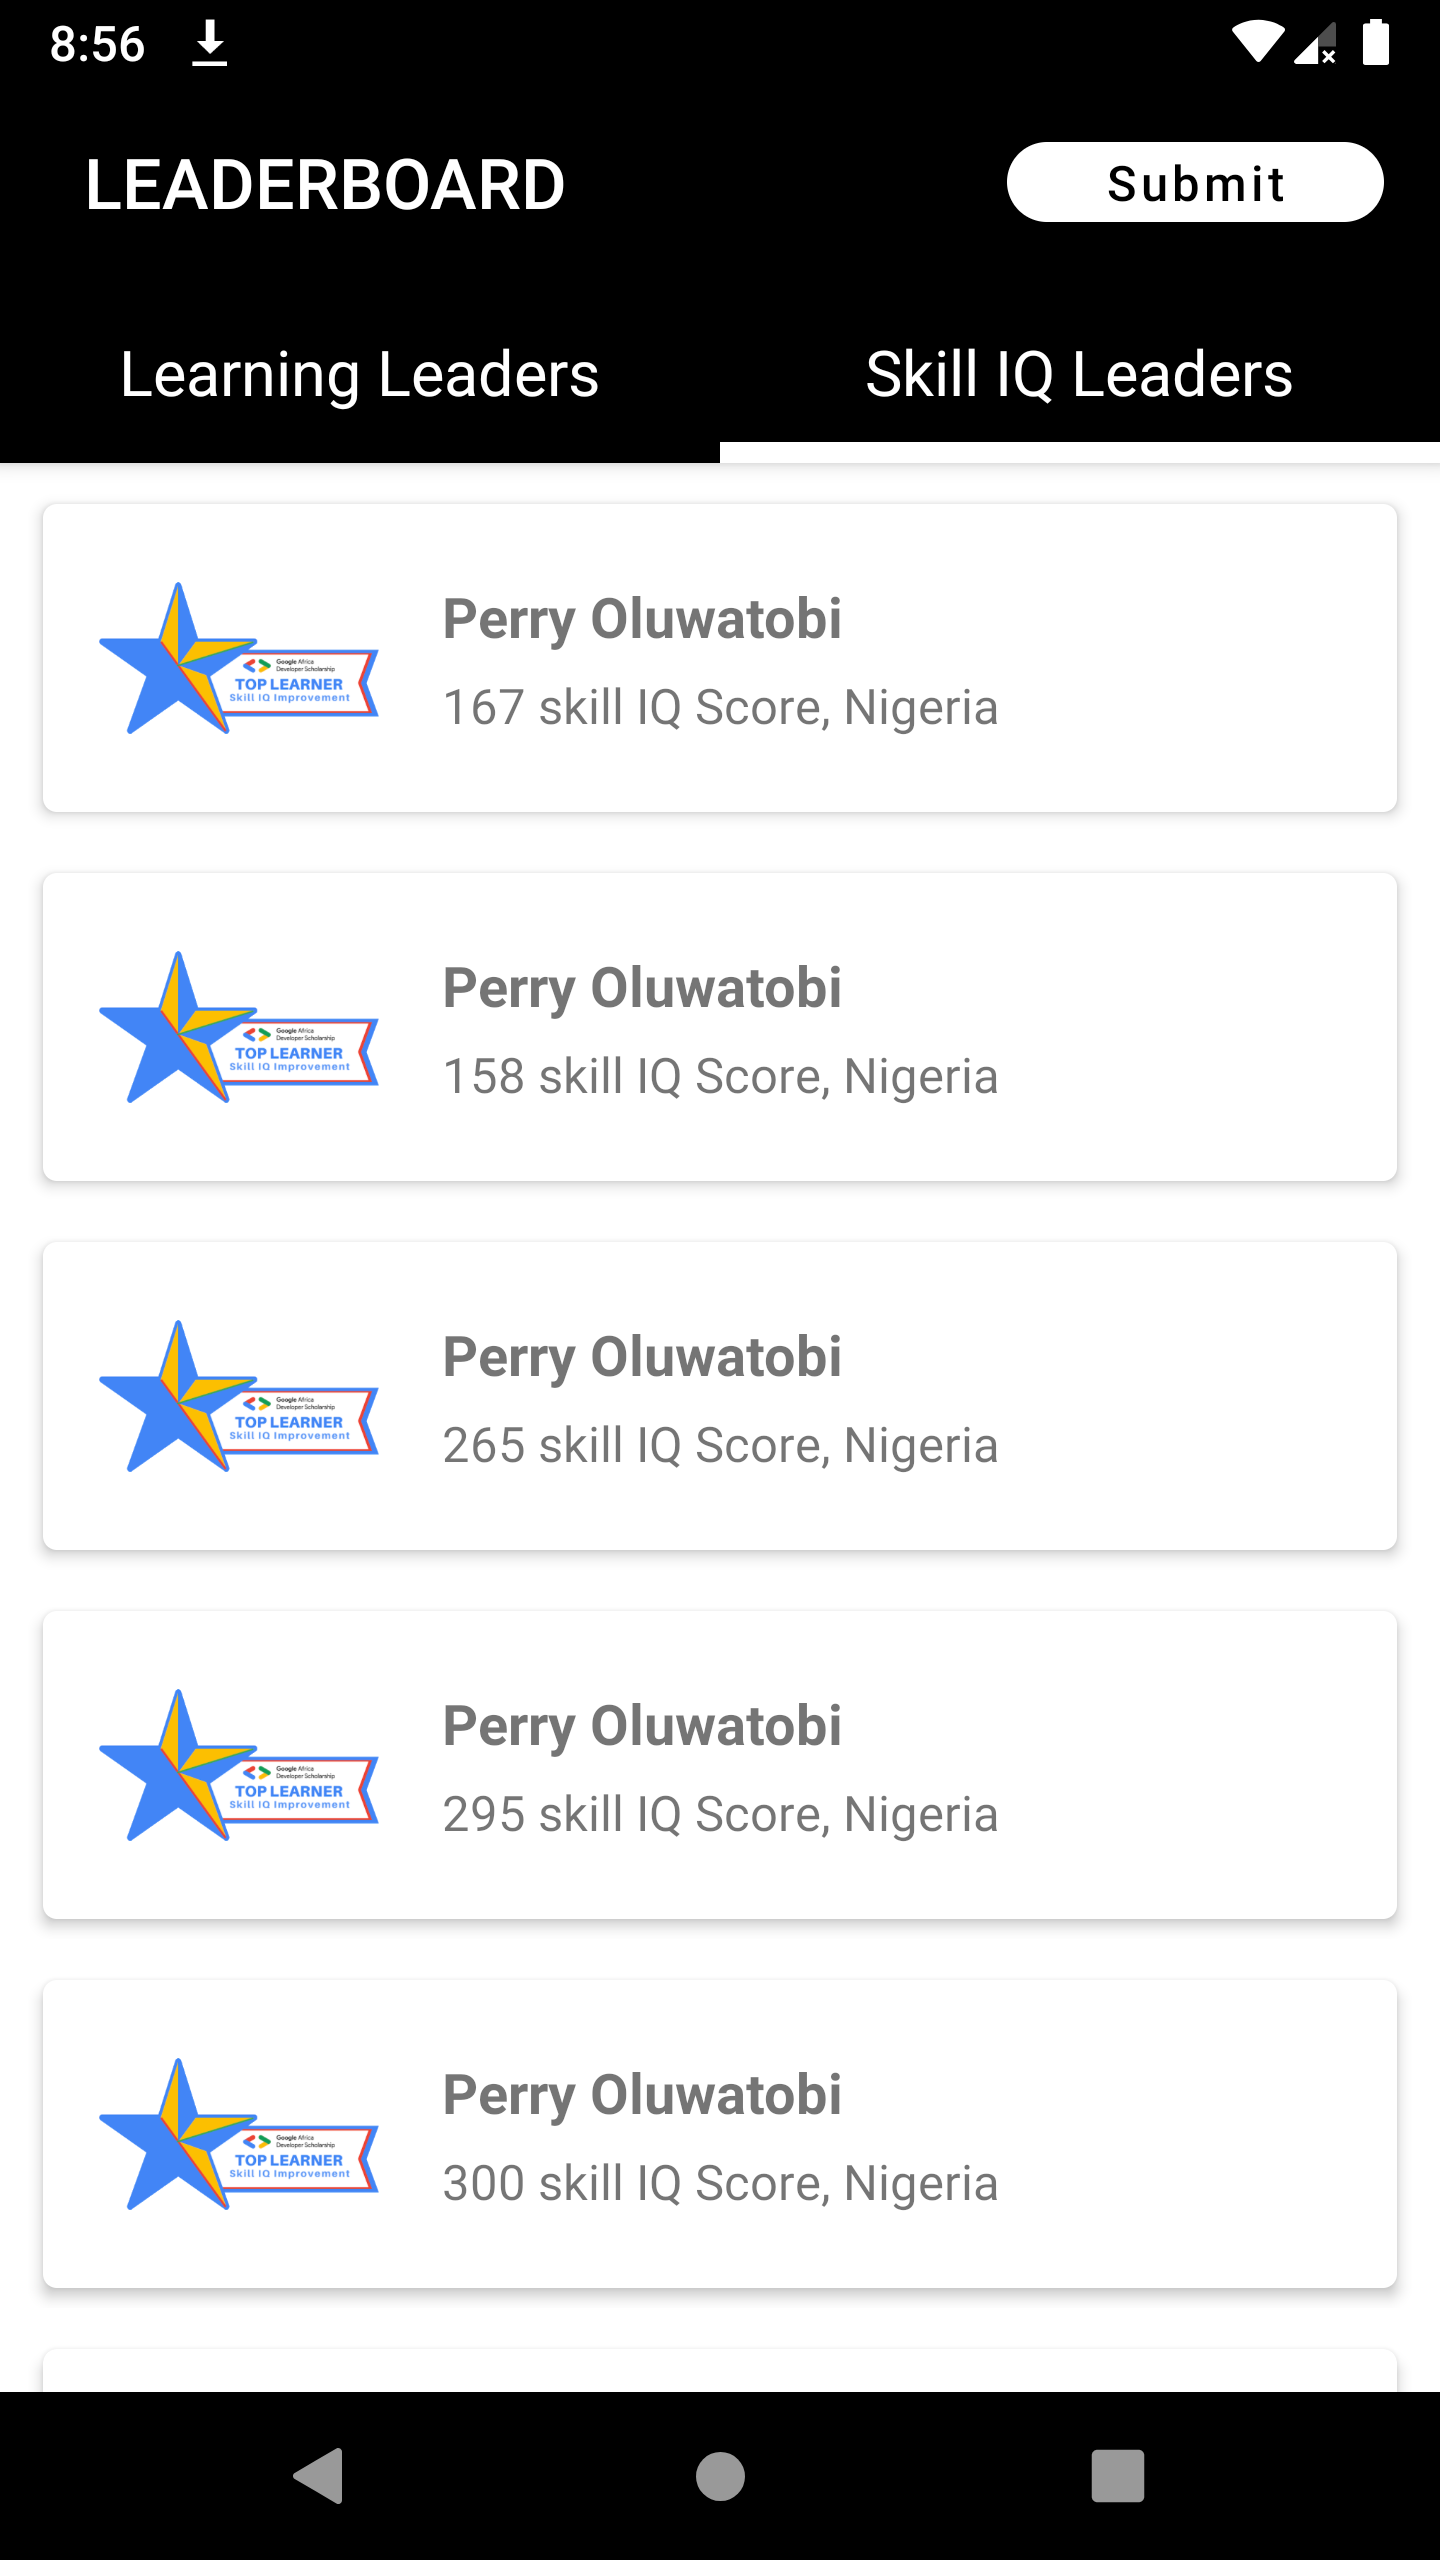 8:56
LEADERBOARD
Submit
Learning Leaders
Skill IQ Leaders
Perry Oluwatobi
Google Africa
Developer Scholarship
TOP LEARNER
Skill IQ Improvement
167 skill IQ Score, Nigeria
Perry Oluwatobi
Google Africa
Developer Scholarship
TOP LEARNER
Skill IQ Improvement
158 skill IQ Score, Nigeria
Perry Oluwatobi
Google Africa
Developer Scholarship
TOP LEARNER
Skill IQ Improvement
265 skill IQ Score, Nigeria
Perry Oluwatobi
Google Africa
Developer Scholarship
TOP LEARNER
Skill IQ Improvement
295 skill IQ Score, Nigeria
Perry Oluwatobi
Google Africa
Developer Scholarship
TOP LEARNER
Skill IQ Improvement
300 skill IQ Score, Nigeria